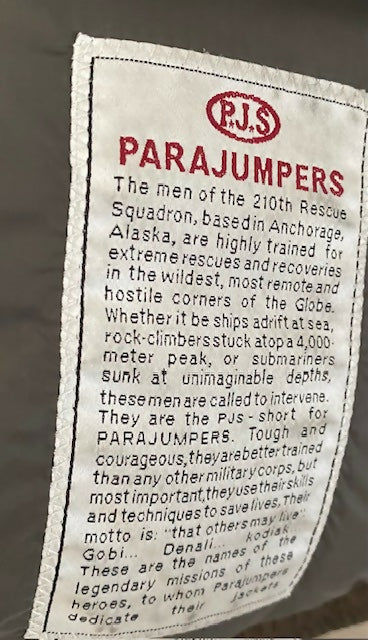 P.J.S
PARAJUMPERS
The men of the 210th Rescue
Squadron, based in Anchorage,
Alaska, are highly trained for
extreme rescues and recoveries
in the wildest, most remote and
hostile corners of the Globe.
Whether it be ships adrift at sea,
rock-climbers stuck atop a 4,000-
meter peak, or submariners
sunk at unimaginable depths,
these men are called to intervene.
They are the PJS - short for
PARAJUMPERS. Tough and
courageous, they are better trained
than any other military corps, but
most important, they use their skills
and techniques to save lives. Their
motto is: "that others may live".
Gobi... Denali... kodiak
These are the names of the
legendary missions of these
heroes, to whom Parajumpers
dedicate their jackets